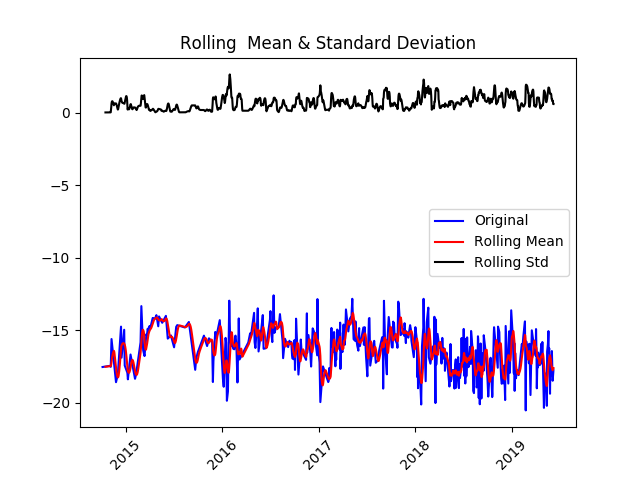 Rolling  Mean & Standard Deviation
0
−5
−10
−15
−20
Original
Rolling Mean
Rolling Std
2015
2016
2017
2018
2019